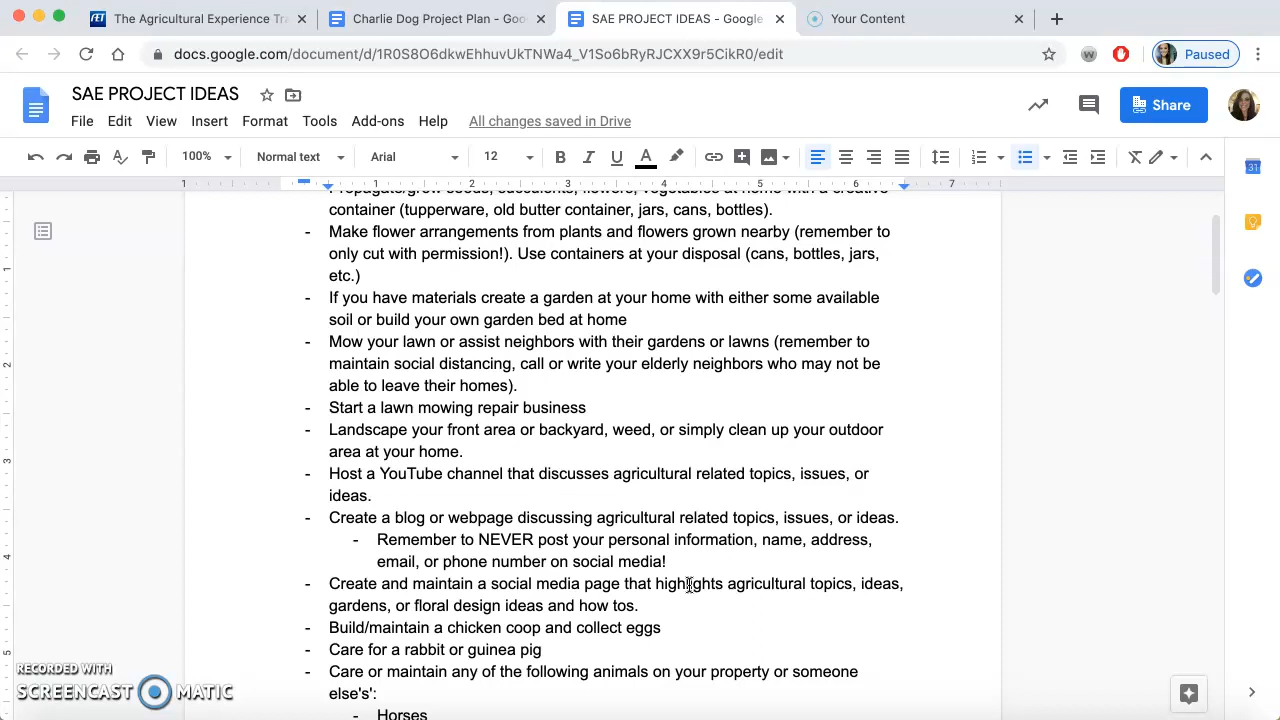 The Agricultural Experience Tra
Charlie Dog Project Plan - Goo
SAE PROJECT IDEAS - Google
Your Content
docs.google.com/document/d/1R0S8O6dkwEhhuvUkTNWa4_V1So6bRyRJCXX9r5CikR0/edit
Paused
SAE PROJECT IDEAS
File Edit View Insert Format Tools Add-ons Help All changes saved in Drive
Share
100% Normal text Arial 12
container (tupperware, old butter container, jars, cans, bottles).
- Make flower arrangements from plants and flowers grown nearby (remember to
only cut with permission!). Use containers at your disposal (cans, bottles, jars,
etc.)
- If you have materials create a garden at your home with either some available
soil or build your own garden bed at home
- Mow your lawn or assist neighbors with their gardens or lawns (remember to
maintain social distancing, call or write your elderly neighbors who may not be
able to leave their homes).
- Start a lawn mowing repair business
- Landscape your front area or backyard, weed, or simply clean up your outdoor
area at your home.
- Host a YouTube channel that discusses agricultural related topics, issues, or
ideas.
- Create a blog or webpage discussing agricultural related topics, issues, or ideas.
- Remember to NEVER post your personal information, name, address,
email, or phone number on social media!
- Create and maintain a social media page that highlights agricultural topics, ideas,
gardens, or floral design ideas and how tos.
- Build/maintain a chicken coop and collect eggs
- Care for a rabbit or guinea pig
- Care or maintain any of the following animals on your property or someone
else's':
- Horses
RECORDED WITH
SCREENCAST MATIC